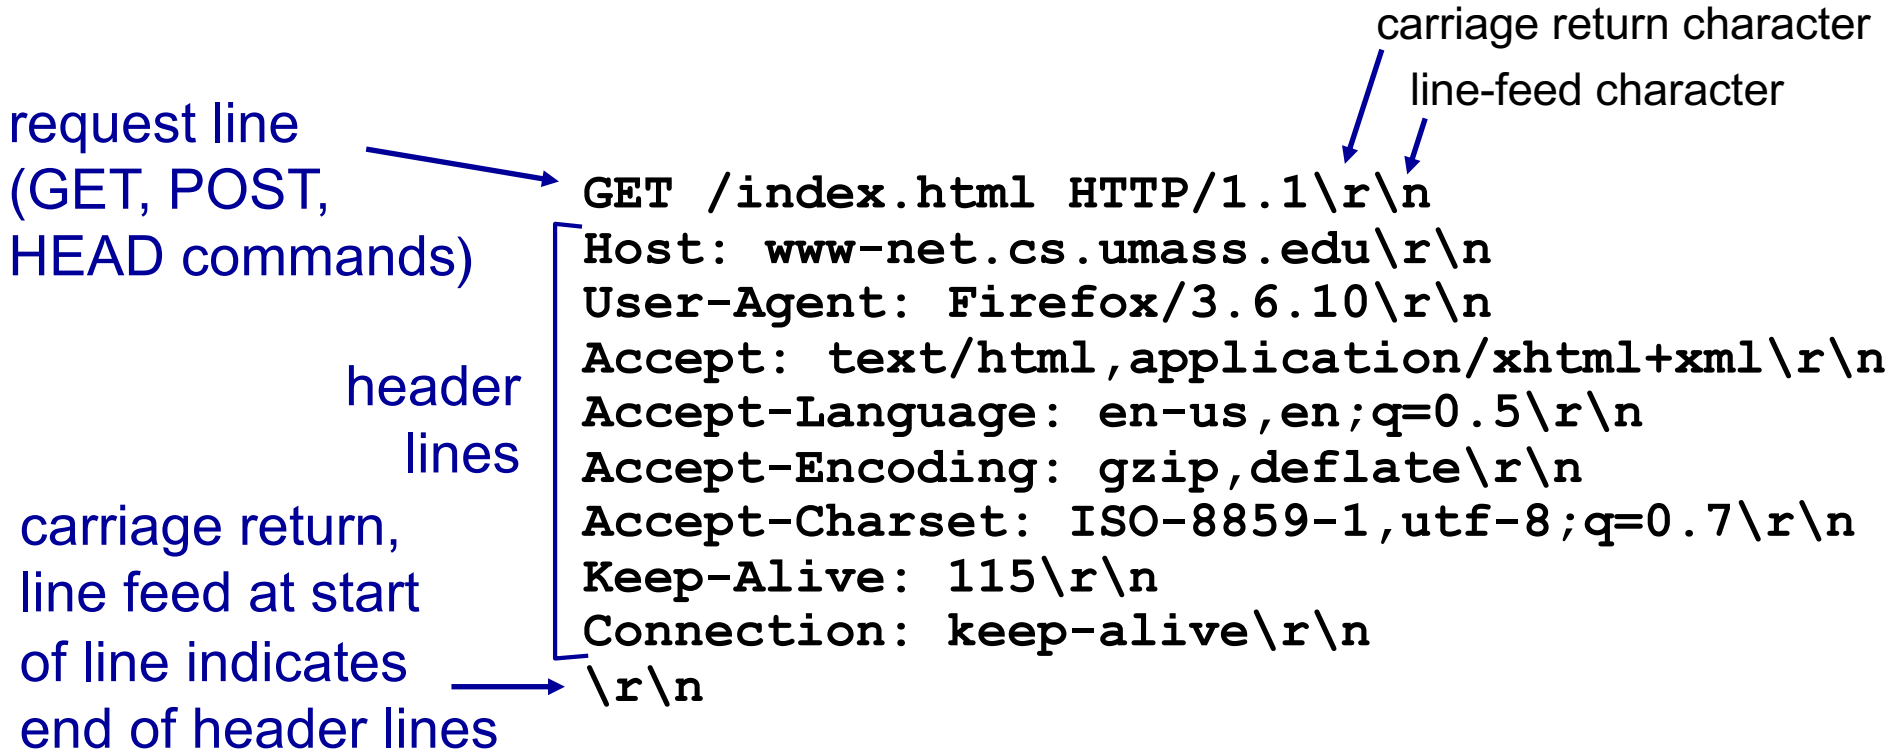 carriage return character
line-feed character
request line
(GET, POST,
HEAD commands)
GET /index.html HTTP/1.1\r\n
Host: www-net.cs.umass.edu\r\n
User-Agent: Firefox/3.6.10\r\n
Accept: text/html,application/xhtml+xml\r\n
Accept-Language: en-us,en;q=0.5\r\n
Accept-Encoding: gzip,deflate\r\n
Accept-Charset: ISO-8859-1,utf-8;q=0.7\r\n
Keep-Alive: 115\r\n
Connection: keep-alive\r\n
\r\n
header
lines
carriage return,
line feed at start
of line indicates
end of header lines